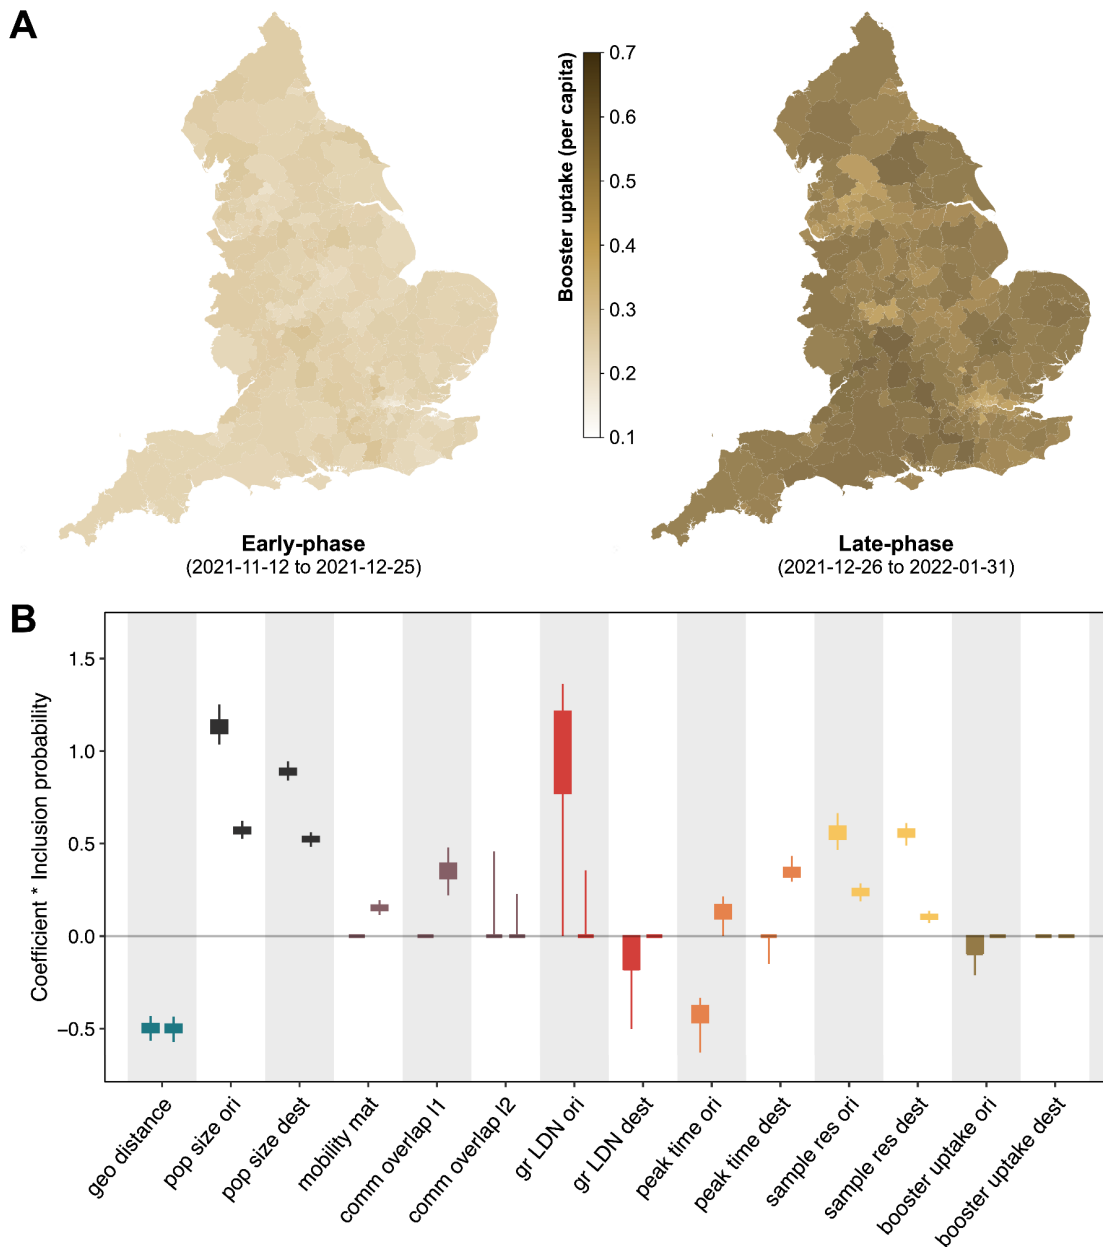 A
Booster uptake (per capita)
0.7
0.6
0.5
0.4
0.3
0.2
0.1
Early-phase
(2021-11-12 to 2021-12-25)
Late-phase
(2021-12-26 to 2022-01-31)
B
Coefficient * Inclusion probability
1.5
1.0
0.5
0.0
−0.5
geo distance
pop size ori
pop size dest
mobility mat
comm overlap l1
comm overlap l2
gr LDN ori
gr LDN dest
peak time ori
peak time dest
sample res ori
sample res dest
booster uptake ori
booster uptake dest